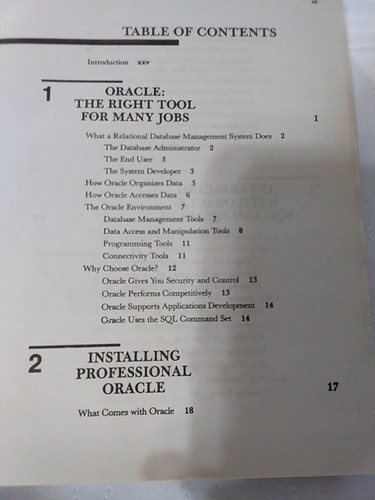 TABLE OF CONTENTS
Introduction xxv
1 ORACLE:
THE RIGHT TOOL
FOR MANY JOBS 1
What a Relational Database Management System Does 2
The Database Administrator 2
The End User 3
The System Developer 3
How Oracle Organizes Data 5
How Oracle Accesses Data 6
The Oracle Environment 7
Database Management Tools 7
Data Access and Manipulation Tools 8
Programming Tools 11
Connectivity Tools 11
Why Choose Oracle? 12
Oracle Gives You Security and Control 13
Oracle Performs Competitively 13
Oracle Supports Applications Development 14
Oracle Uses the SQL Command Set 14
2 INSTALLING
PROFESSIONAL
ORACLE 17
What Comes with Oracle 18